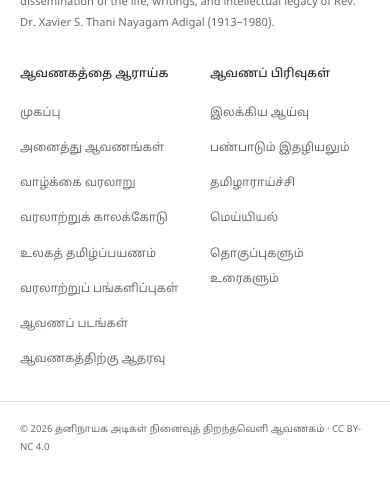 dissemination of the life, writings, and intellectual legacy of Rev.
Dr. Xavier S. Thani Nayagam Adigal (1913–1980).
ஆவணகத்தை ஆராய்க
முகப்பு
அனைத்து ஆவணங்கள்
வாழ்க்கை வரலாறு
வரலாற்றுக் காலக்கோடு
உலகத் தமிழ்ப்பயணம்
வரலாற்றுப் பங்களிப்புகள்
ஆவணப் படங்கள்
ஆவணகத்திற்கு ஆதரவு
ஆவணப் பிரிவுகள்
இலக்கிய ஆய்வு
பண்பாடும் இதழியலும்
தமிழாராய்ச்சி
மெய்யியல்
தொகுப்புகளும்
உரைகளும்
© 2026 தனிநாயக அடிகள் நினைவுத் திறந்தவெளி ஆவணகம் · CC BY-
NC 4.0